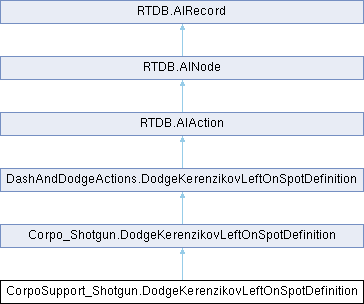 RTDB.AIRecord
RTDB.AINode
RTDB.AIAction
DashAndDodgeActions.DodgeKerenzikovLeftOnSpotDefinition
Corpo_Shotgun.DodgeKerenzikovLeftOnSpotDefinition
CorpoSupport_Shotgun.DodgeKerenzikovLeftOnSpotDefinition